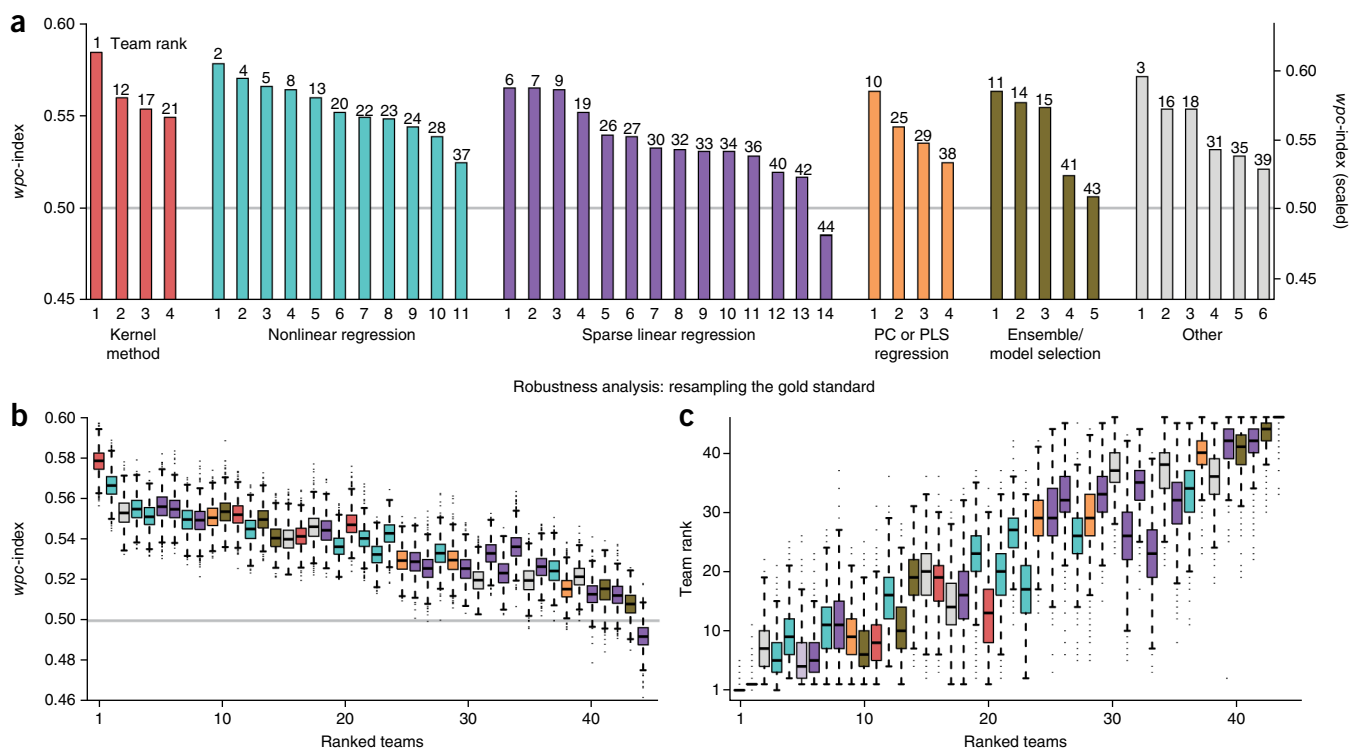 a
0.60
0.55
0.50
0.45
wpc-index
1 Team rank
12
17
21
2
4
5
8
13
20
22
23
24
28
37
6
7
9
19
26
27
30
32
33
34
36
40
42
44
10
25
29
38
11
14
15
41
43
3
16
18
31
35
39
0.60
0.55
0.50
0.45
wpc-index (scaled)
1 2 3 4
1 2 3 4 5 6 7 8 9 10 11
1 2 3 4 5 6 7 8 9 10 11 12 13 14
1 2 3 4
1 2 3 4 5
1 2 3 4 5 6
Kernel
method
Nonlinear regression
Sparse linear regression
PC or PLS
regression
Ensemble/
model selection
Other
Robustness analysis: resampling the gold standard
b
0.60
0.58
0.56
0.54
0.52
0.50
0.48
0.46
wpc-index
1 10 20 30 40
Ranked teams
c
40
30
20
10
1
Team rank
1 10 20 30 40
Ranked teams